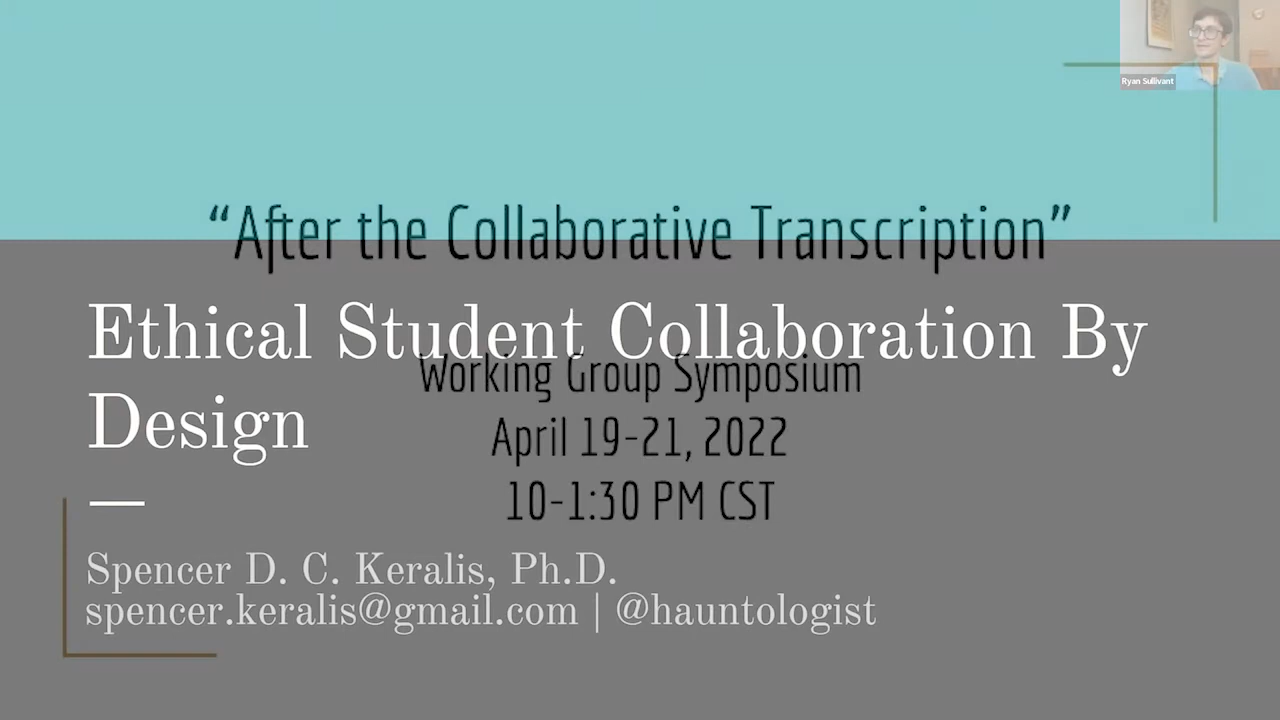 Ryan Sullivant
“After the Collaborative Transcription”
Ethical Student Collaboration By
Design
Working Group Symposium
April 19-21, 2022
10-1:30 PM CST
Spencer D. C. Keralis, Ph.D.
spencer.keralis@gmail.com | @hauntologist